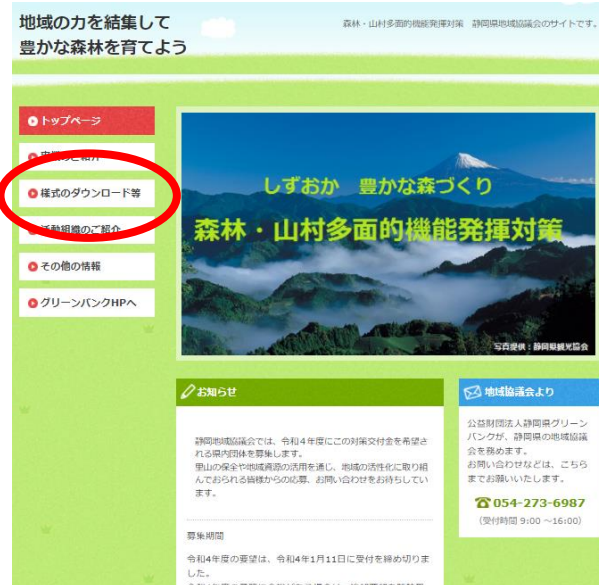 地域の力を結集して
豊かな森林を育てよう
森林・山村多面的機能発揮対策 静岡県地域協議会のサイトです。
トップページ
様式のダウンロード等
活動組織のご紹介
その他の情報
グリーンバンクHPへ
しずおか 豊かな森づくり
森林・山村多面的機能発揮対策
写真提供：静岡県観光協会
お知らせ
静岡地域協議会では、令和４年度にこの対策交付金を希望さ
れる県内団体を募集します。
里山の保全や地域資源の活用を通じ、地域の活性化に取り組
んでおられる皆様からの応募、お問い合わせをお待ちしてい
ます。
募集期間
令和4年度の要望は、令和4年1月11日に受付を締め切りま
した。
地域協議会より
公益財団法人静岡県グリーン
バンクが、静岡県の地域協議
会を務めます。
お問い合わせなどは、こちら
までお願いいたします。
054-273-6987
（受付時間 9:00 ～16:00）